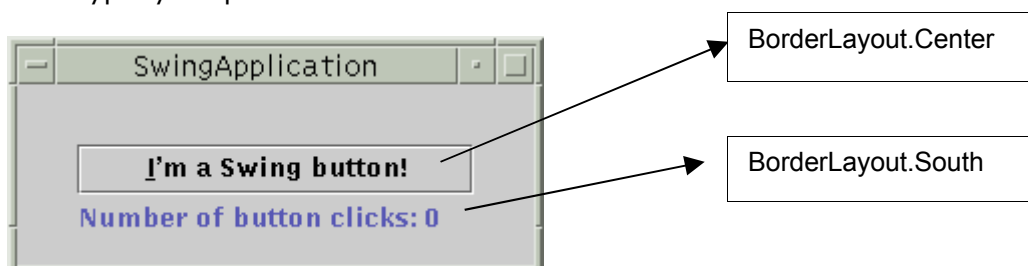 SwingApplication
BorderLayout.Center
I'm a Swing button!
BorderLayout.South
Number of button clicks: 0